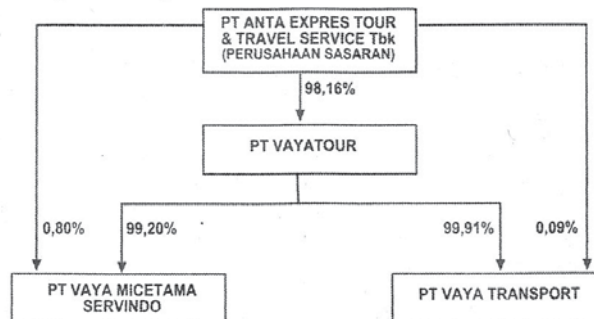 PT ANTA EXPRES TOUR
& TRAVEL SERVICE Tbk
(PERUSAHAAN SASARAN)
98,16%
PT VAYATOUR
0,80%
99,20%
99,91%
0,09%
PT VAYA MICETAMA
SERVINDO
PT VAYA TRANSPORT